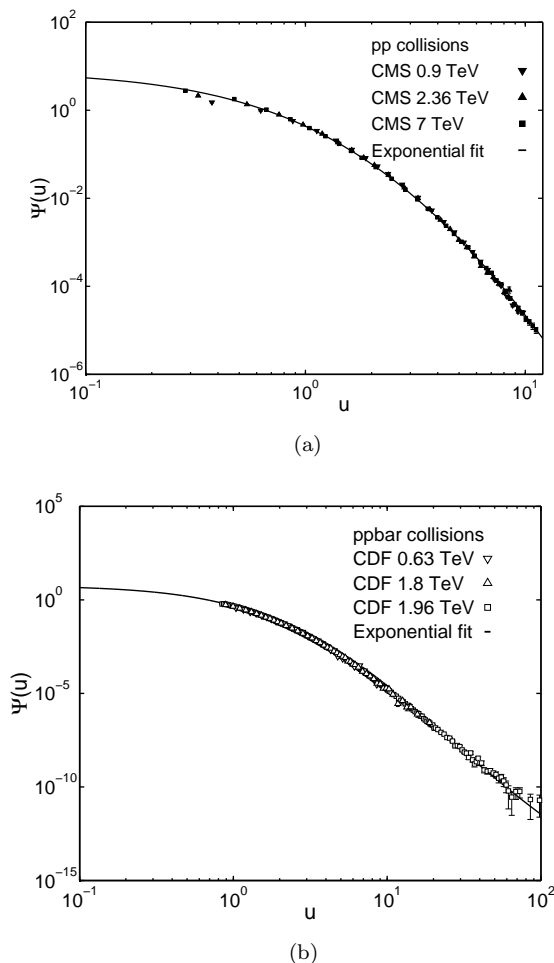 10^2
pp collisions
CMS 0.9 TeV ▼
CMS 2.36 TeV ▲
CMS 7 TeV ■
Exponential fit –
10^0
Ψ(u)
10^-2
10^-4
10^-6
10^-1 10^0 10^1
u
(a)
10^5
ppbar collisions
CDF 0.63 TeV ▽
CDF 1.8 TeV △
CDF 1.96 TeV □
Exponential fit –
10^0
Ψ(u)
10^-5
10^-10
10^-15
10^-1 10^0 10^1 10^2
u
(b)